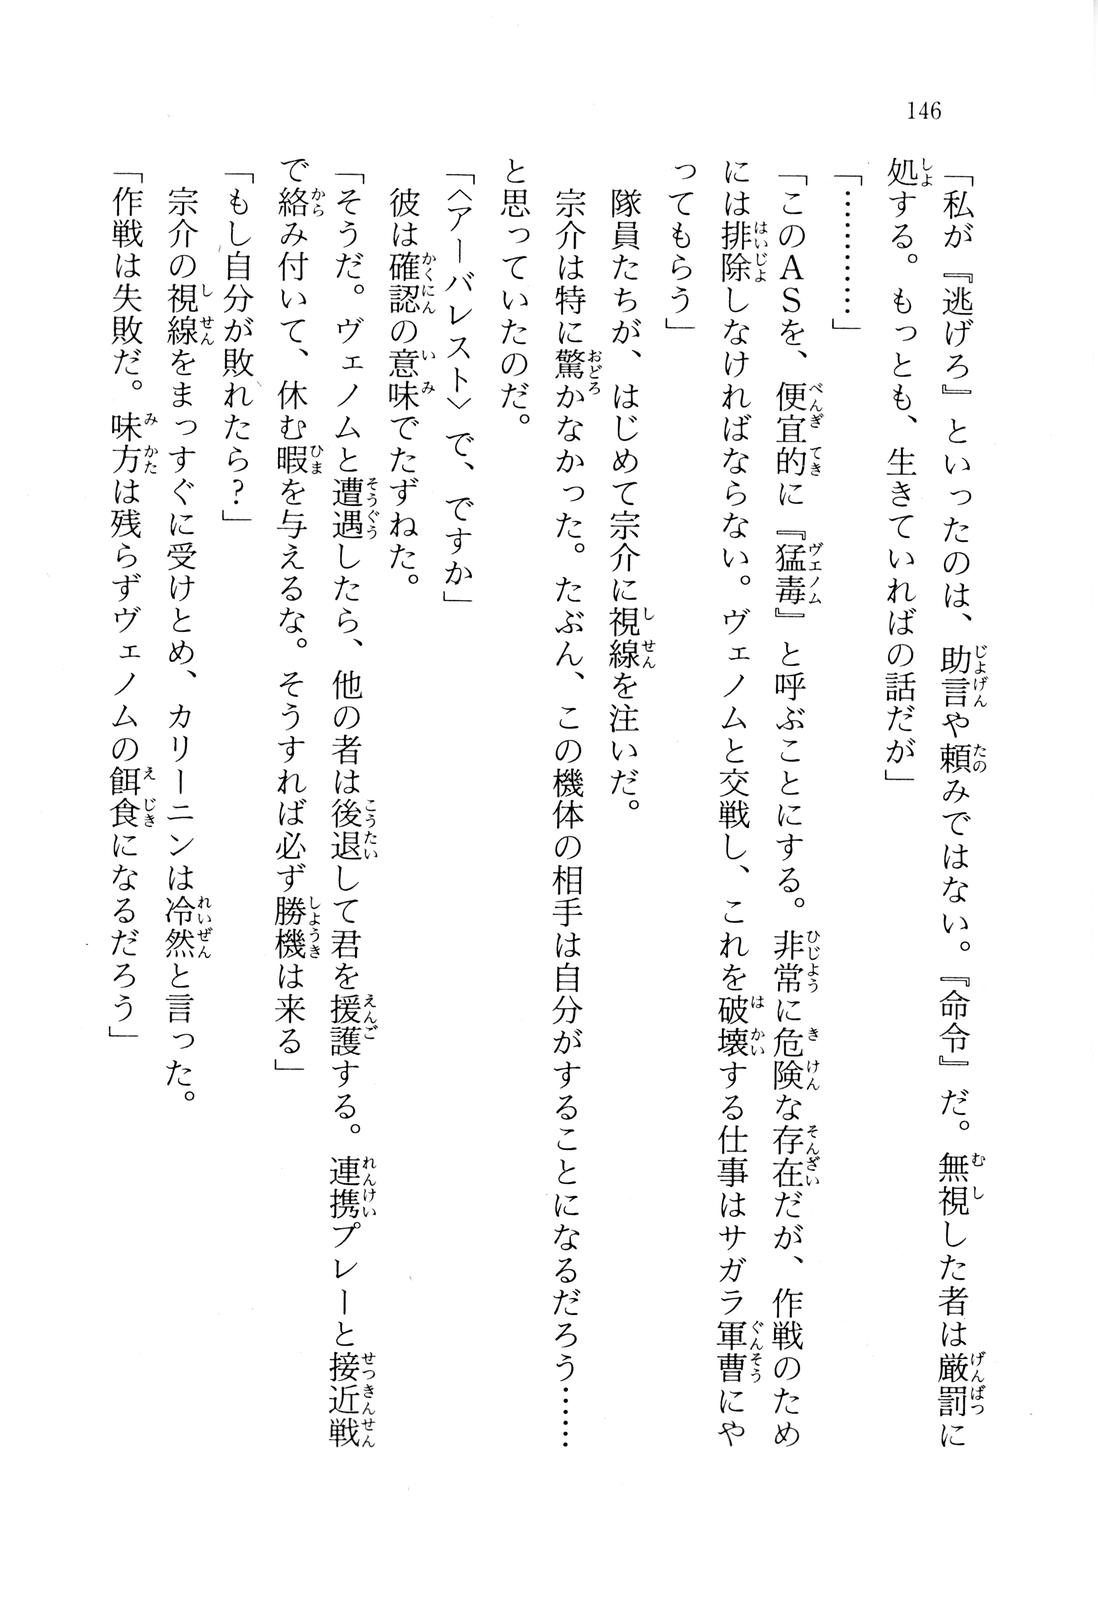 146
「私が『逃げろ』といったのは、助言や頼みではない。『命令』だ。無視した者は厳罰に
処する。もっとも、生きていればの話だが」
「…………」
「このASを、便宜的に『猛毒』と呼ぶことにする。非常に危険な存在だが、作戦のため
には排除しなければならない。ヴェノムと交戦し、これを破壊する仕事はサガラ軍曹にや
ってもらう」
隊員たちが、はじめて宗介に視線を注いだ。
宗介は特に驚かなかった。たぶん、この機体の相手は自分がすることになるだろう……
と思っていたのだ。
「〈アーバレスト〉で、ですか」
彼は確認の意味でたずねた。
「そうだ。ヴェノムと遭遇したら、他の者は後退して君を援護する。連携プレーと接近戦
で絡み付いて、休む暇を与えるな。そうすれば必ず勝機は来る」
「もし自分が敗れたら?」
宗介の視線をまっすぐに受けとめ、カリーニンは冷然と言った。
「作戦は失敗だ。味方は残らずヴェノムの餌食になるだろう」